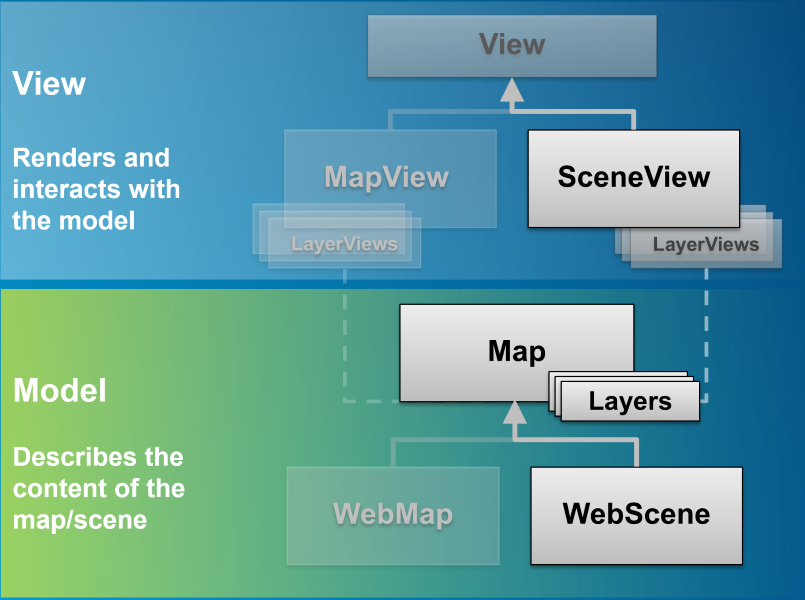 View
View
Renders and
interacts with
the model
MapView
SceneView
LayerViews
LayerViews
Map
Layers
Model
Describes the
content of the
map/scene
WebMap
WebScene